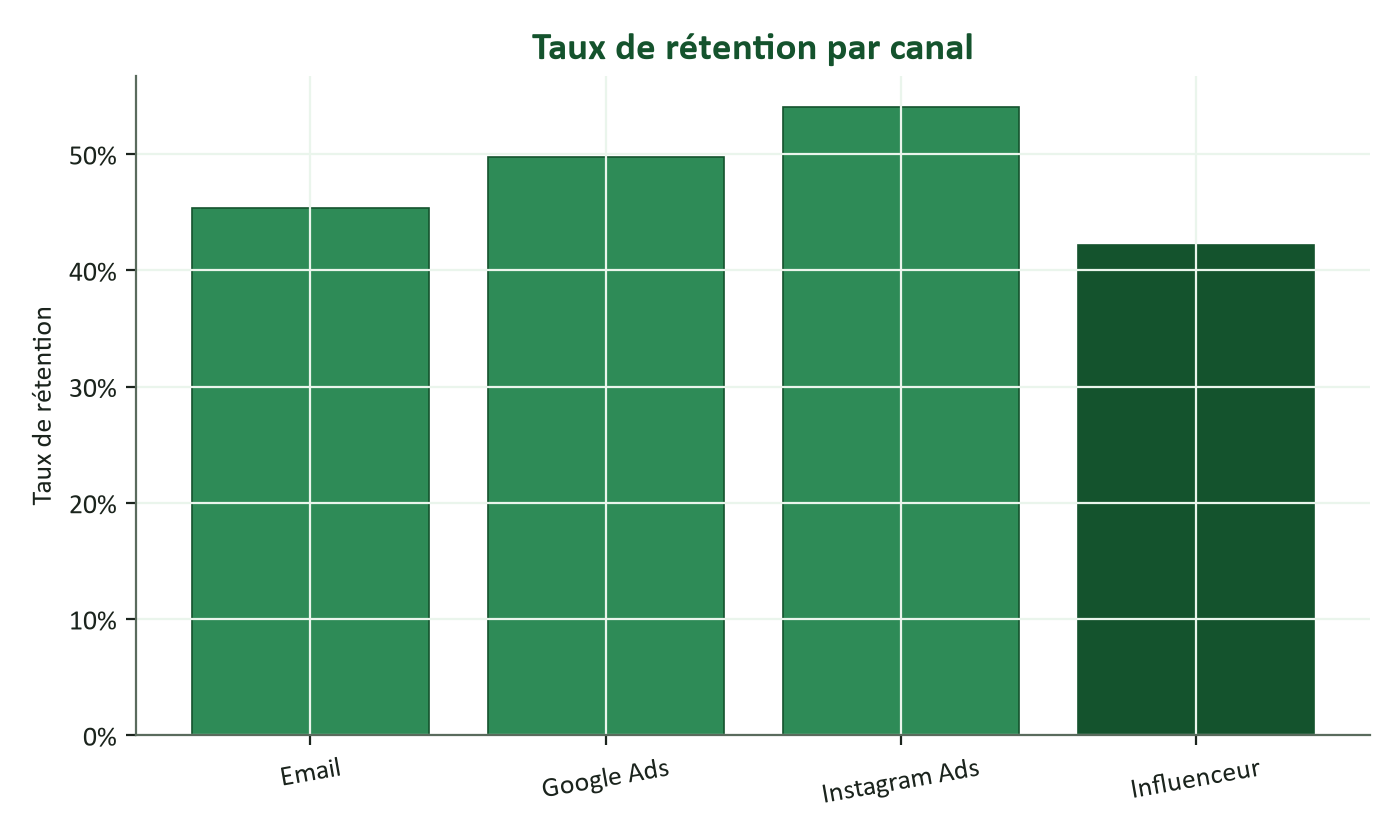 Taux de rétention par canal
Taux de rétention
50%
40%
30%
20%
10%
0%
Email
Google Ads
Instagram Ads
Influenceur